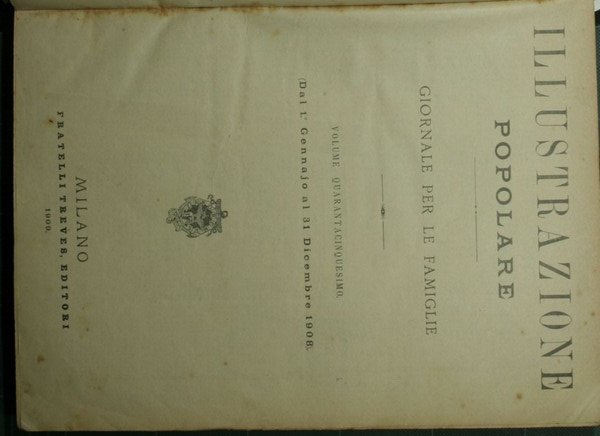 ILLUSTRAZIONE
POPOLARE
GIORNALE PER LE FAMIGLIE
VOLUME QUARANTACINQUESIMO.
(Dal 1° Gennajo al 31 Dicembre 1908).
MILANO
FRATELLI TREVES, EDITORI
1909.